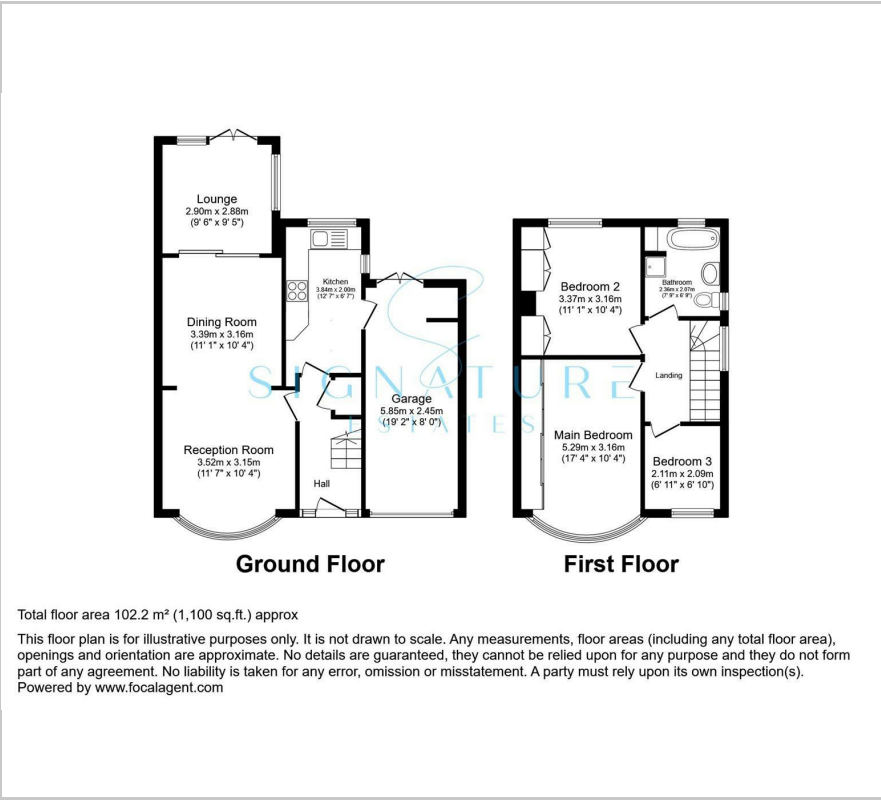 Lounge
2.90m x 2.88m
(9' 6" x 9' 5")
Kitchen
3.84m x 2.00m
(12' 7" x 6' 7")
Dining Room
3.39m x 3.16m
(11' 1" x 10' 4")
Garage
5.85m x 2.45m
(19' 2" x 8' 0")
Reception Room
3.52m x 3.15m
(11' 7" x 10' 4")
Hall
Ground Floor
Bedroom 2
3.37m x 3.16m
(11' 1" x 10' 4")
Bathroom
2.36m x 2.07m
(7' 9" x 6' 9")
Landing
Main Bedroom
5.29m x 3.16m
(17' 4" x 10' 4")
Bedroom 3
2.11m x 2.09m
(6' 11" x 6' 10")
First Floor
SIGNATURE
ESTATES
Total floor area 102.2 m² (1,100 sq.ft.) approx
This floor plan is for illustrative purposes only. It is not drawn to scale. Any measurements, floor areas (including any total floor area),
openings and orientation are approximate. No details are guaranteed, they cannot be relied upon for any purpose and they do not form
part of any agreement. No liability is taken for any error, omission or misstatement. A party must rely upon its own inspection(s).
Powered by www.focalagent.com